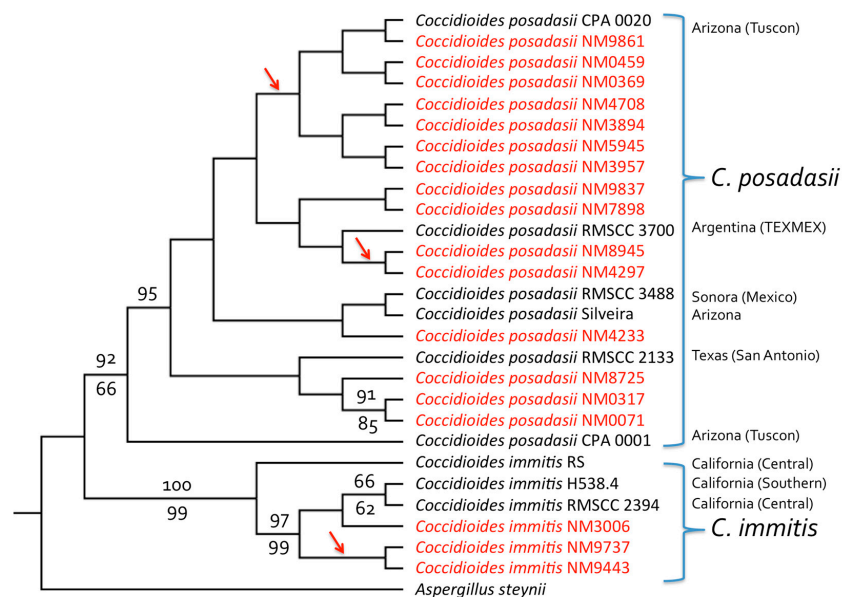 Coccidioides posadasii CPA 0020
Arizona (Tuscon)
Coccidioides posadasii NM9861
Coccidioides posadasii NM0459
Coccidioides posadasii NM0369
Coccidioides posadasii NM4708
Coccidioides posadasii NM3894
Coccidioides posadasii NM5945
Coccidioides posadasii NM3957
C. posadasii
Coccidioides posadasii NM9837
Coccidioides posadasii NM7898
Coccidioides posadasii RMSCC 3700
Argentina (TEXMEX)
Coccidioides posadasii NM8945
Coccidioides posadasii NM4297
95
Coccidioides posadasii RMSCC 3488
Sonora (Mexico)
Coccidioides posadasii Silveira
Arizona
Coccidioides posadasii NM4233
92
66
Coccidioides posadasii RMSCC 2133
Texas (San Antonio)
Coccidioides posadasii NM8725
91
85
Coccidioides posadasii NM0317
Coccidioides posadasii NM0071
Coccidioides posadasii CPA 0001
Arizona (Tuscon)
Coccidioides immitis RS
California (Central)
100
99
66
62
Coccidioides immitis H538.4
California (Southern)
Coccidioides immitis RMSCC 2394
California (Central)
97
99
Coccidioides immitis NM3006
C. immitis
Coccidioides immitis NM9737
Coccidioides immitis NM9443
Aspergillus steynii